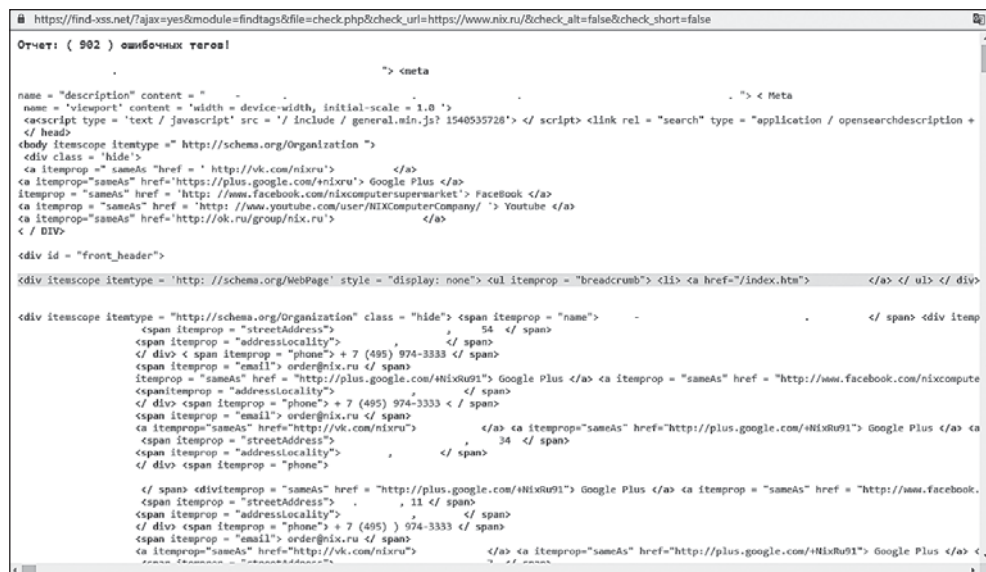 https://find-xss.net/?ajax=yes&module=findtags&file=check.php&check_url=https://www.nix.ru/&check_alt=false&check_short=false
Отчет: ( 902 ) ошибочных тегов!
. "> <meta
name = "description" content = " - . . . . "> < Meta
name = 'viewport' content = 'width = device-width, initial-scale = 1.0 '>
<a<script type = 'text / javascript' src = '/ include / general.min.js? 1540535728'> </ script> <link rel = "search" type = "application / opensearchdescription +
</ head>
<body itemscope itemtype =" http://schema.org/Organization ">
<div class = 'hide'>
<a itemprop =" sameAs "href = ' http://vk.com/nixru'> </a>
<a itemprop="sameAs" href='https://plus.google.com/+nixru'> Google Plus </a>
itemprop = "sameAs" href = 'http: //www.facebook.com/nixcomputersupermarket'> FaceBook </a>
<a itemprop = "sameAs" href = 'http: //www.youtube.com/user/NIXComputerCompany/ '> Youtube </a>
<a itemprop="sameAs" href='http://ok.ru/group/nix.ru'> </a>
< / DIV>
<div id = "front_header">
<div itemscope itemtype = 'http: //schema.org/WebPage' style = "display: none"> <ul itemprop = "breadcrumb"> <li> <a href="/index.htm"> </a> </ ul> </ div>
<div itemscope itemtype = "http://schema.org/Organization" class = "hide"> <span itemprop = "name"> - . </ span> <div itemp
<span itemprop = "streetAddress"> , 54 </ span>
<span itemprop = "addressLocality"> , </ span>
</ div> < span itemprop = "phone"> + 7 (495) 974-3333 </ span>
<span itemprop = "email"> order@nix.ru </ span>
itemprop = "sameAs" href = "http://plus.google.com/+NixRu91"> Google Plus </a> <a itemprop = "sameAs" href = "http://www.facebook.com/nixcompute
<spanitemprop = "addressLocality"> , </ span>
</ div> <span itemprop = "phone"> + 7 (495) 974-3333 < / span>
<span itemprop = "email"> order@nix.ru </ span>
<a itemprop="sameAs" href="http://vk.com/nixru"> </a> <a itemprop="sameAs" href="http://plus.google.com/+NixRu91"> Google Plus </a> <a
<span itemprop = "streetAddress"> , 34 </ span>
<span itemprop = "addressLocality"> , </ span>
</ div> <span itemprop = "phone">
</ span> <divitemprop = "sameAs" href = "http://plus.google.com/+NixRu91"> Google Plus </a> <a itemprop = "sameAs" href = "http://www.facebook.
<span itemprop = "streetAddress"> . , 11 </ span>
<span itemprop = "addressLocality"> , </ span>
</ div> <span itemprop = "phone"> + 7 (495) ) 974-3333 </ span>
<span itemprop = "email"> order@nix.ru </ span>
<a itemprop="sameAs" href="http://vk.com/nixru"> </a> <a itemprop="sameAs" href="http://plus.google.com/+NixRu91"> Google Plus </a> <